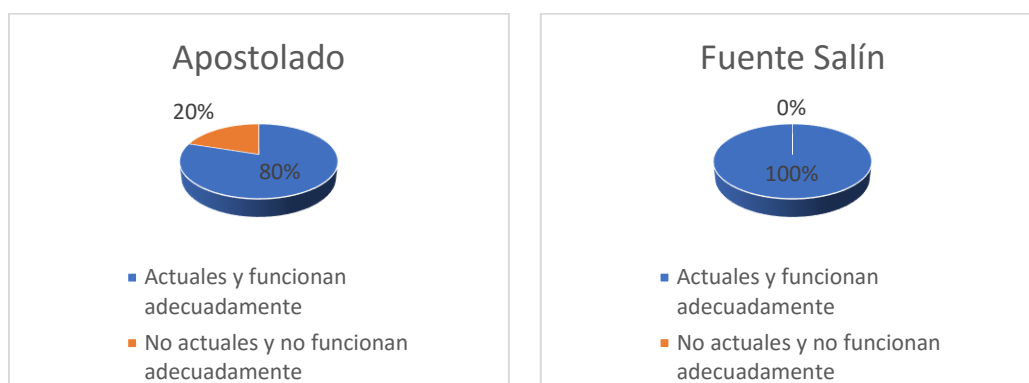 Apostolado
20%
80%
Actuales y funcionan
adecuadamente
No actuales y no funcionan
adecuadamente
Fuente Salín
0%
100%
Actuales y funcionan
adecuadamente
No actuales y no funcionan
adecuadamente